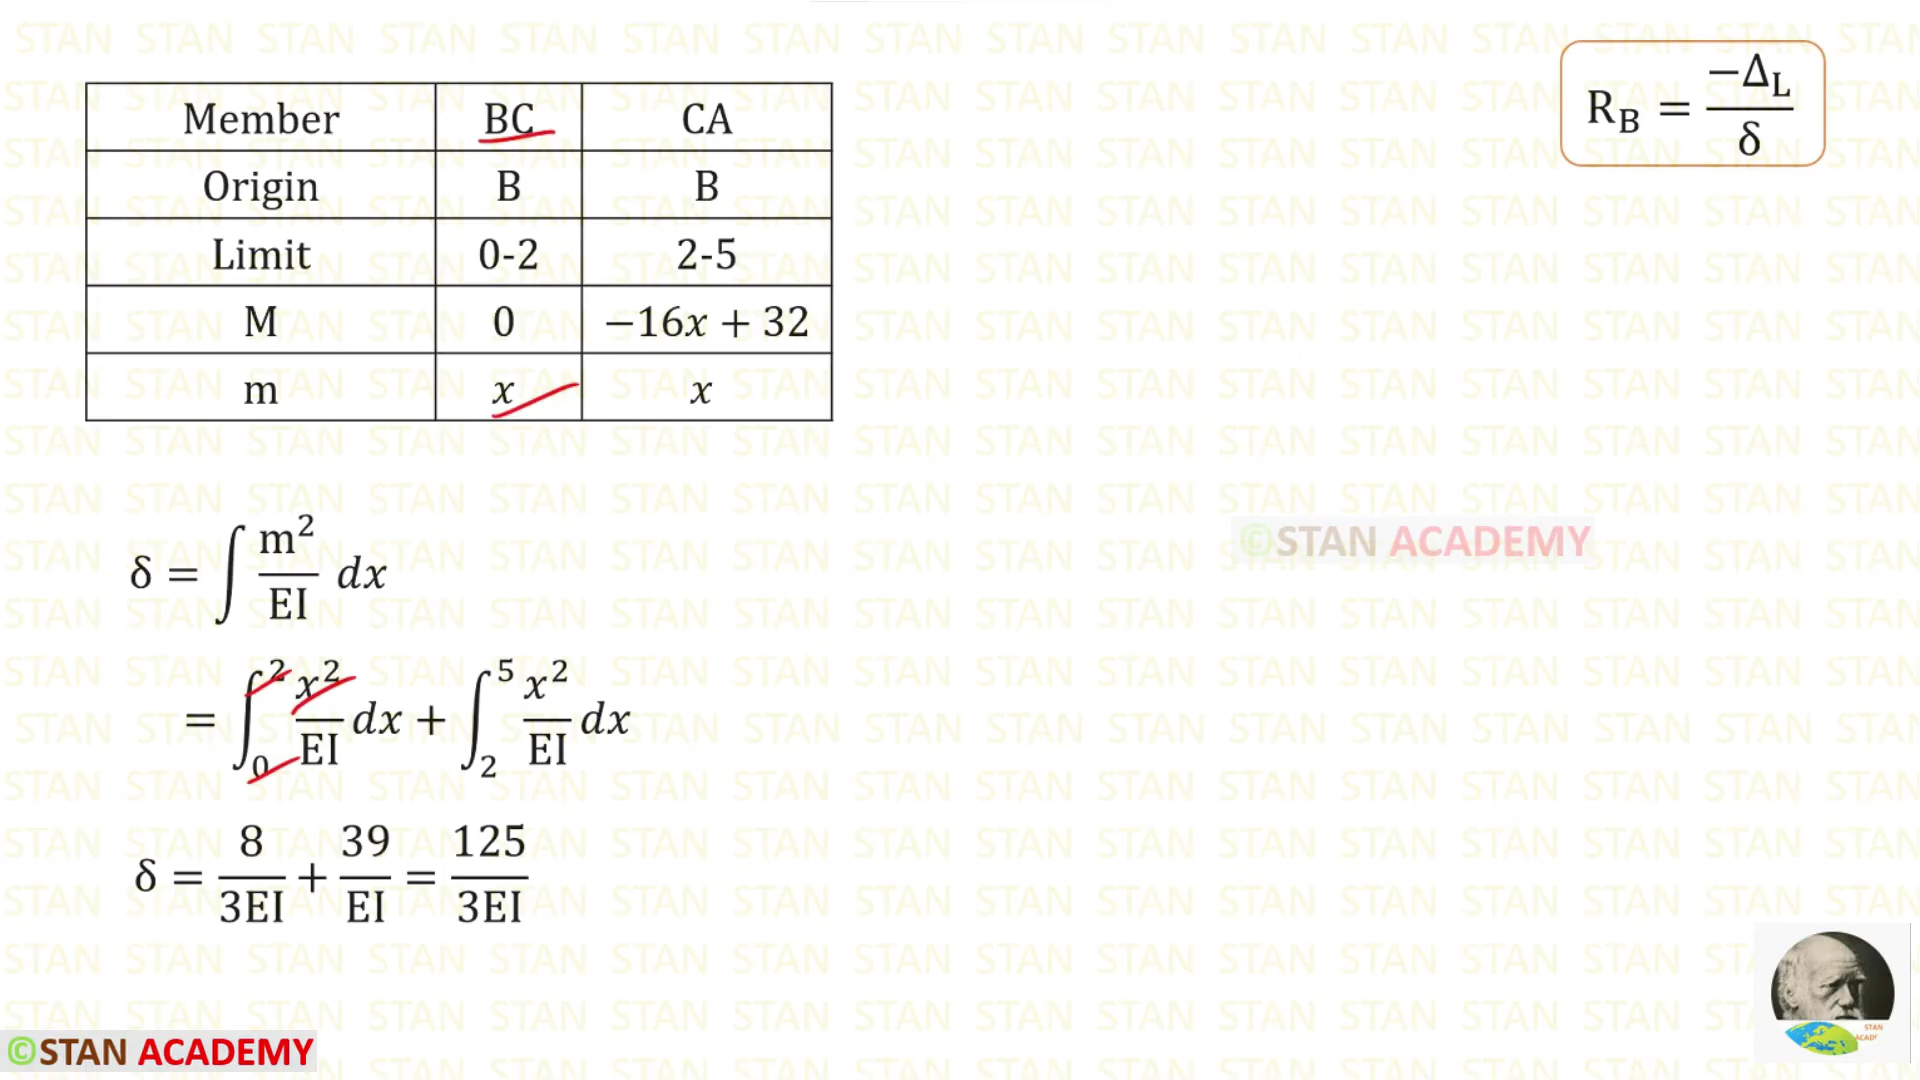 Member BC CA
Origin B B
Limit 0-2 2-5
M 0 −16x + 32
m x x
R_B = −Δ_L / δ
δ = ∫ m² / EI dx
= ∫₀² x² / EI dx + ∫₂⁵ x² / EI dx
δ = 8 / 3EI + 39 / EI = 125 / 3EI
©STAN ACADEMY
©STAN ACADEMY
STAN